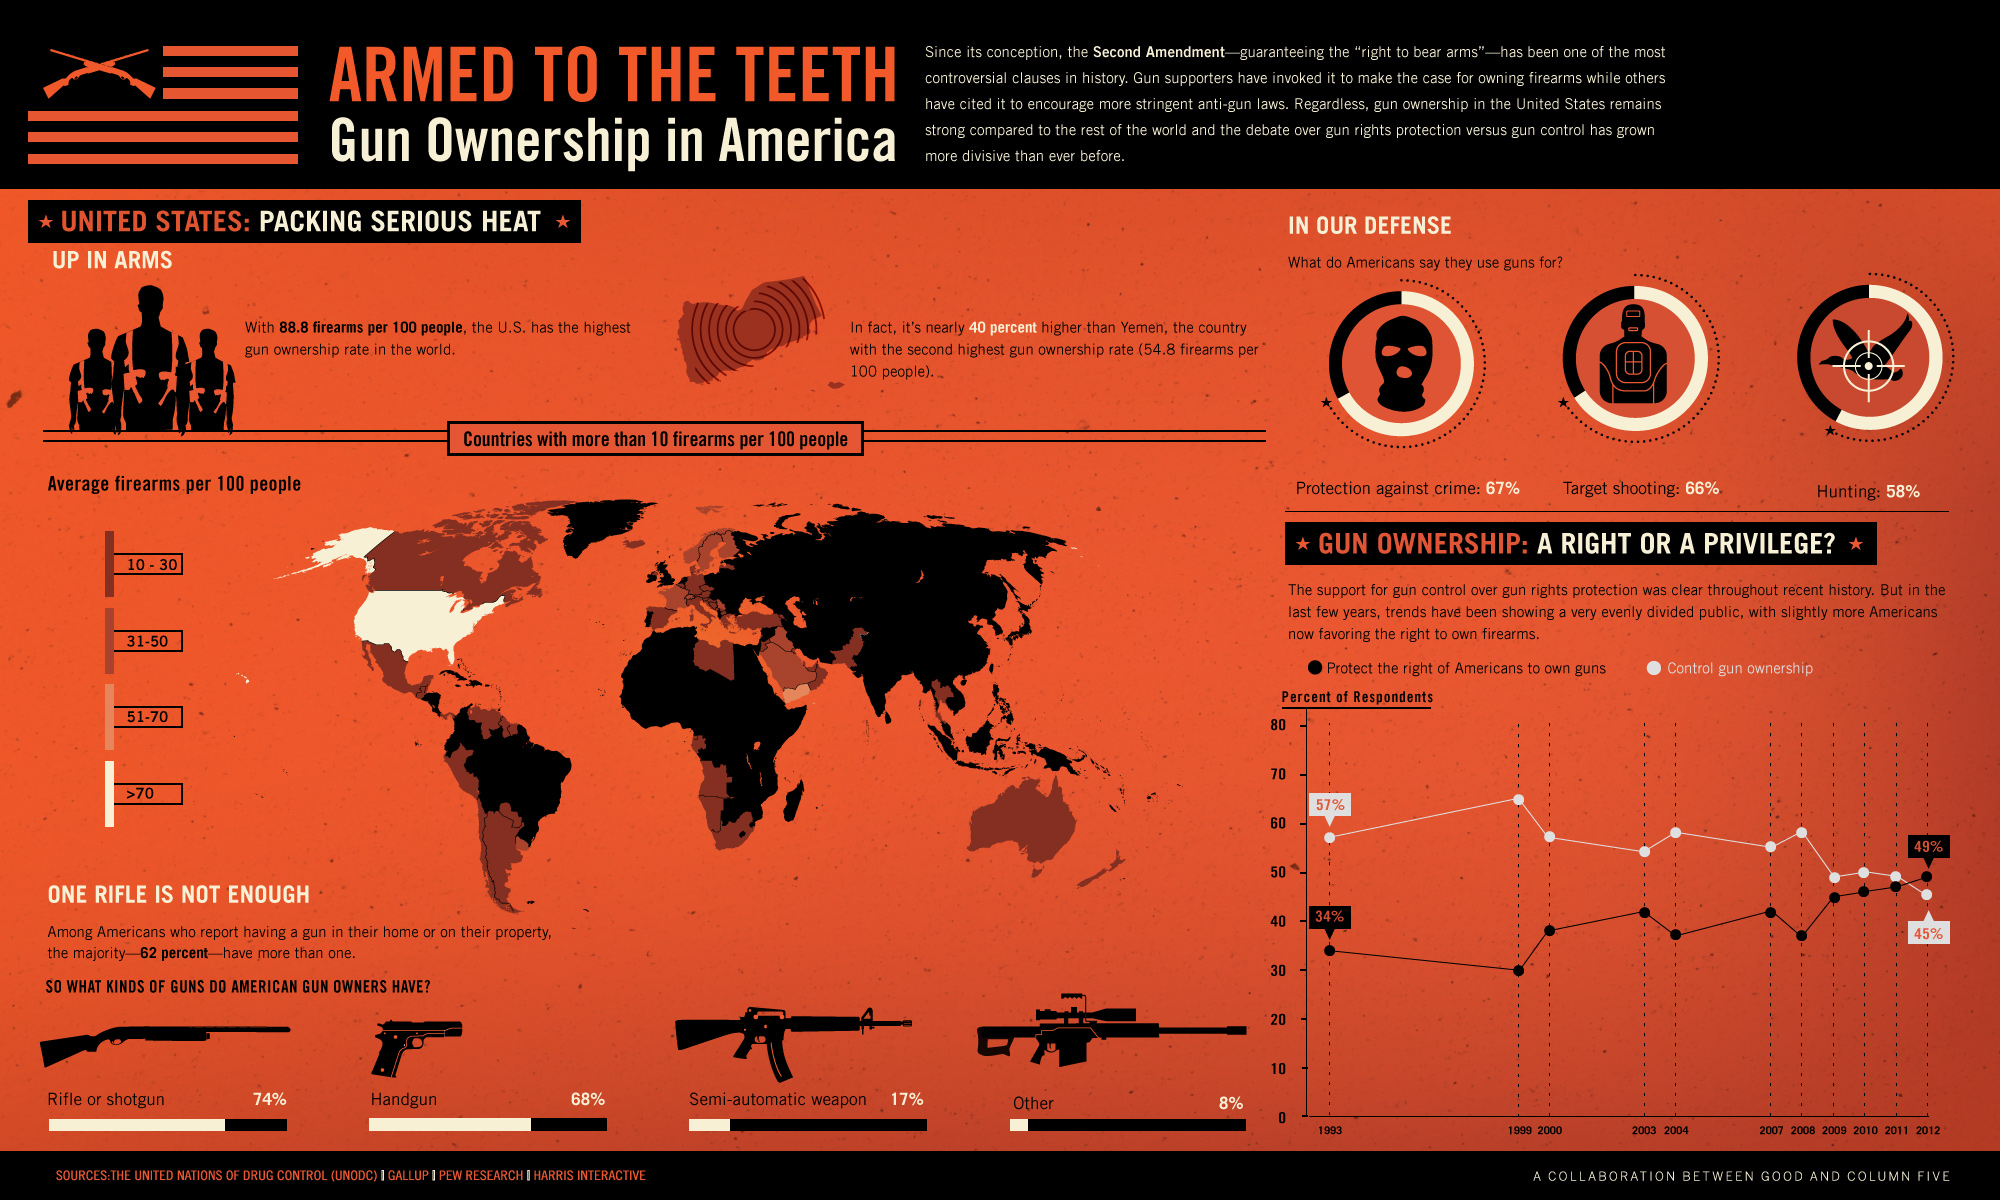 ARMED TO THE TEETH
Gun Ownership in America
Since its conception, the Second Amendment—guaranteeing the “right to bear arms”—has been one of the most
controversial clauses in history. Gun supporters have invoked it to make the case for owning firearms while others
have cited it to encourage more stringent anti-gun laws. Regardless, gun ownership in the United States remains
strong compared to the rest of the world and the debate over gun rights protection versus gun control has grown
more divisive than ever before.
★ UNITED STATES: PACKING SERIOUS HEAT ★
UP IN ARMS
With 88.8 firearms per 100 people, the U.S. has the highest
gun ownership rate in the world.
In fact, it's nearly 40 percent higher than Yemen, the country
with the second highest gun ownership rate (54.8 firearms per
100 people).
Countries with more than 10 firearms per 100 people
Average firearms per 100 people
10 - 30
31-50
51-70
>70
ONE RIFLE IS NOT ENOUGH
Among Americans who report having a gun in their home or on their property,
the majority—62 percent—have more than one.
SO WHAT KINDS OF GUNS DO AMERICAN GUN OWNERS HAVE?
Rifle or shotgun 74%
Handgun 68%
Semi-automatic weapon 17%
Other 8%
IN OUR DEFENSE
What do Americans say they use guns for?
Protection against crime: 67%
Target shooting: 66%
Hunting: 58%
★ GUN OWNERSHIP: A RIGHT OR A PRIVILEGE? ★
The support for gun control over gun rights protection was clear throughout recent history. But in the
last few years, trends have been showing a very evenly divided public, with slightly more Americans
now favoring the right to own firearms.
Protect the right of Americans to own guns
Control gun ownership
Percent of Respondents
80
70
60
50
40
30
20
10
0
57%
34%
49%
45%
1993 1999 2000 2003 2004 2007 2008 2009 2010 2011 2012
SOURCES:THE UNITED NATIONS OF DRUG CONTROL (UNODC) | GALLUP | PEW RESEARCH | HARRIS INTERACTIVE
A COLLABORATION BETWEEN GOOD AND COLUMN FIVE